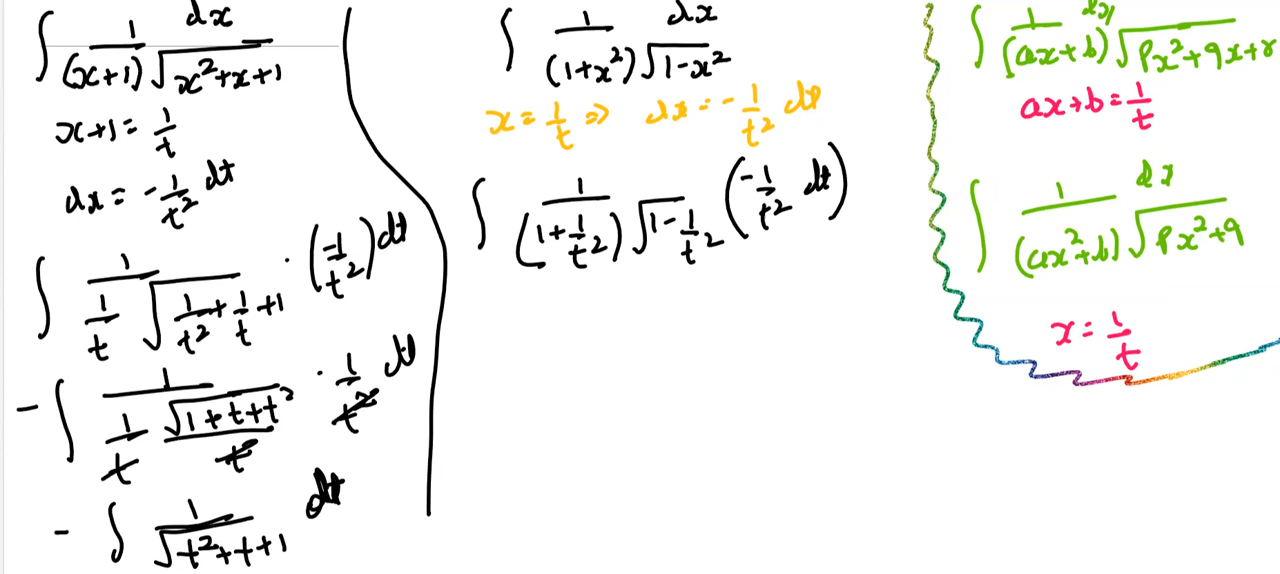 ∫ 1/((x+1)√(x²+x+1)) dx
x+1 = 1/t
dx = -1/t² dt
∫ 1/((1/t)√(1/t²+1/t+1)) · (-1/t²) dt
-∫ 1/((1/t)(√(1+t+t²)/t)) · 1/t² dt
-∫ 1/√(t²+t+1) dt
∫ 1/((1+x²)√(1-x²)) dx
x = 1/t ⇒ dx = -1/t² dt
∫ 1/((1+1/t²)√(1-1/t²)) (-1/t² dt)
∫ 1/((ax+b)√(px²+qx+r)) dx
ax+b = 1/t
∫ 1/((ax²+b)√(px²+q)) dx
x = 1/t